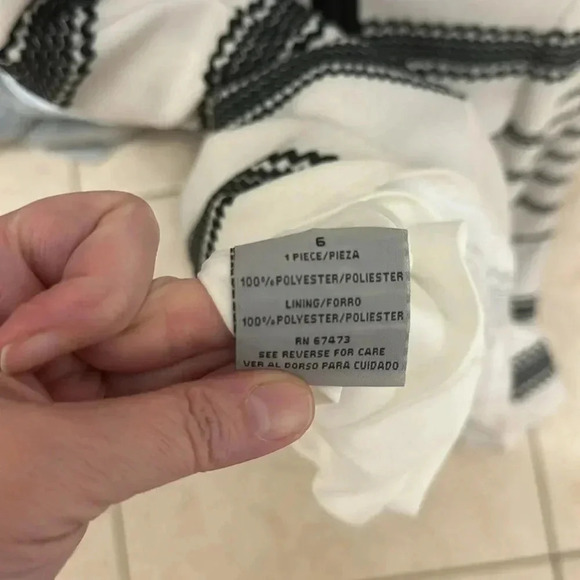 6
1 PIECE/PIEZA
100% POLYESTER/POLIESTER
LINING/FORRO
100% POLYESTER/POLIESTER
RN 67473
SEE REVERSE FOR CARE
VER AL DORSO PARA CUIDADO